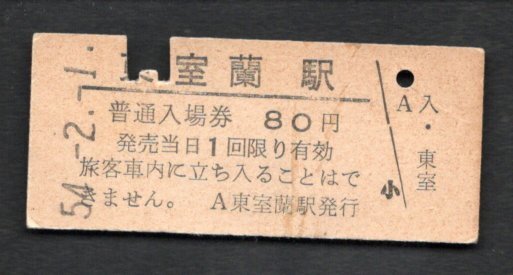 東室蘭駅
普通入場券 80円
発売当日1回限り有効
旅客車内に立ち入ることはで
きません。 A東室蘭駅発行
54.-2.-1.
小
入・東室
A